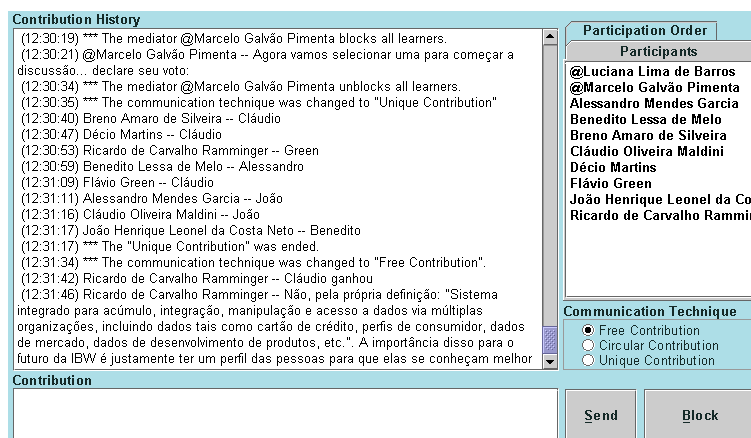 Contribution History
(12:30:19) *** The mediator @Marcelo Galvão Pimenta blocks all learners.
(12:30:21) @Marcelo Galvão Pimenta -- Agora vamos selecionar uma para começar a
discussão... declare seu voto:
(12:30:34) *** The mediator @Marcelo Galvão Pimenta unblocks all learners.
(12:30:35) *** The communication technique was changed to "Unique Contribution"
(12:30:40) Breno Amaro de Silveira -- Cláudio
(12:30:47) Décio Martins -- Cláudio
(12:30:53) Ricardo de Carvalho Ramminger -- Green
(12:30:59) Benedito Lessa de Melo -- Alessandro
(12:31:09) Flávio Green -- Cláudio
(12:31:11) Alessandro Mendes Garcia -- João
(12:31:16) Cláudio Oliveira Maldini -- João
(12:31:17) João Henrique Leonel da Costa Neto -- Benedito
(12:31:17) *** The "Unique Contribution" was ended.
(12:31:34) *** The communication technique was changed to "Free Contribution".
(12:31:42) Ricardo de Carvalho Ramminger -- Cláudio ganhou
(12:31:46) Ricardo de Carvalho Ramminger -- Não, pela própria definição: "Sistema
integrado para acúmulo, integração, manipulação e acesso a dados via múltiplas
organizações, incluindo dados tais como cartão de crédito, perfis de consumidor, dados
de mercado, dados de desenvolvimento de produtos, etc.". A importância disso para o
futuro da IBW é justamente ter um perfil das pessoas para que elas se conheçam melhor
Participation Order
Participants
@Luciana Lima de Barros
@Marcelo Galvão Pimenta
Alessandro Mendes Garcia
Benedito Lessa de Melo
Breno Amaro de Silveira
Cláudio Oliveira Maldini
Décio Martins
Flávio Green
João Henrique Leonel da Co
Ricardo de Carvalho Rammi
Communication Technique
Free Contribution
Circular Contribution
Unique Contribution
Contribution
Send
Block